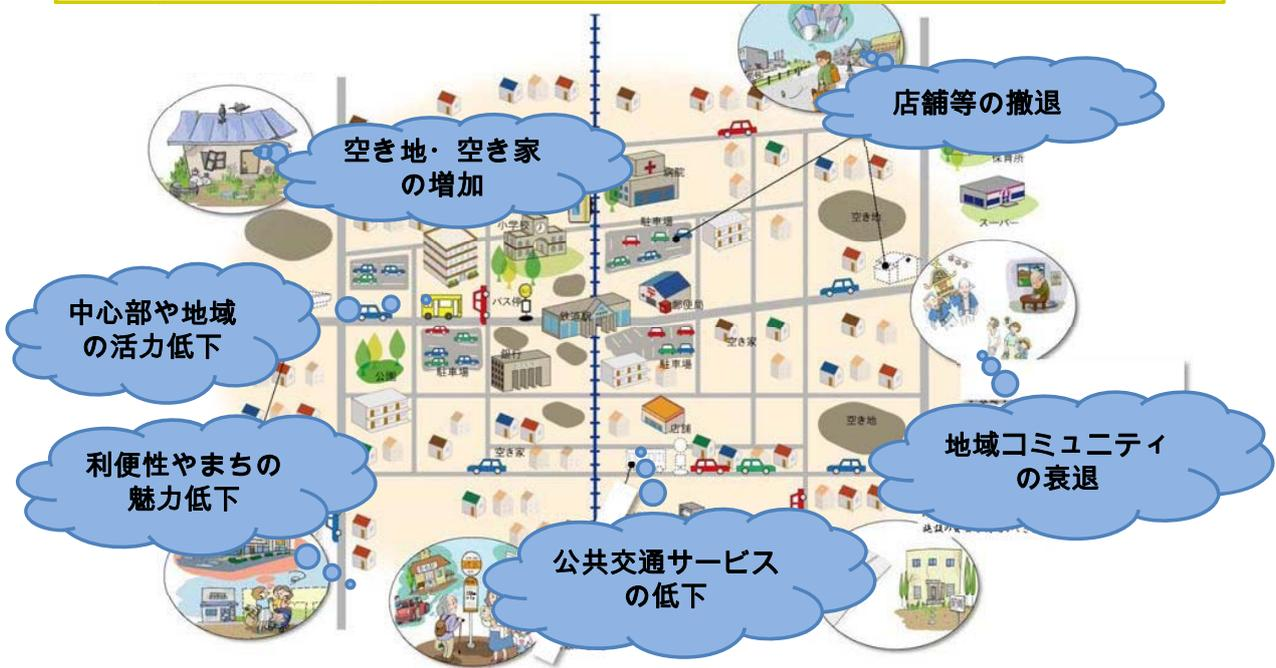 店舗等の撤退
空き地・空き家
の増加
保育所
病院
スーパー
小学校
駐車場
空き地
中心部や地域
の活力低下
バス停
鉄道駅
郵便局
空き家
銀行
駐車場
駐車場
公園
店舗
空き地
空き家
地域コミュニティ
の衰退
利便性やまちの
魅力低下
公共交通サービス
の低下